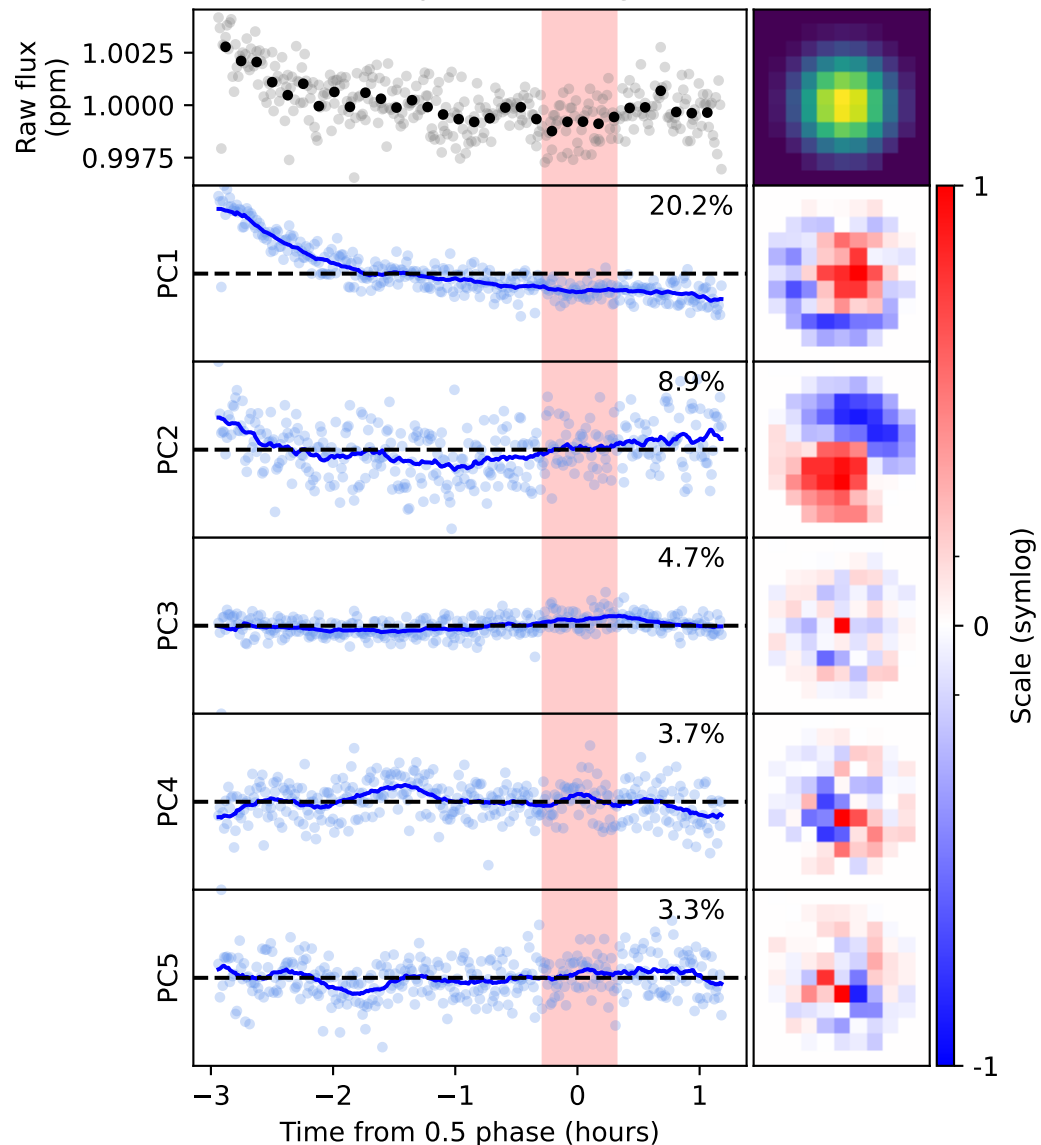 Raw flux
(ppm)
1.0025
1.0000
0.9975
PC1
20.2%
1
PC2
8.9%
PC3
4.7%
0
Scale (symlog)
PC4
3.7%
PC5
3.3%
-1
−3 −2 −1 0 1
Time from 0.5 phase (hours)